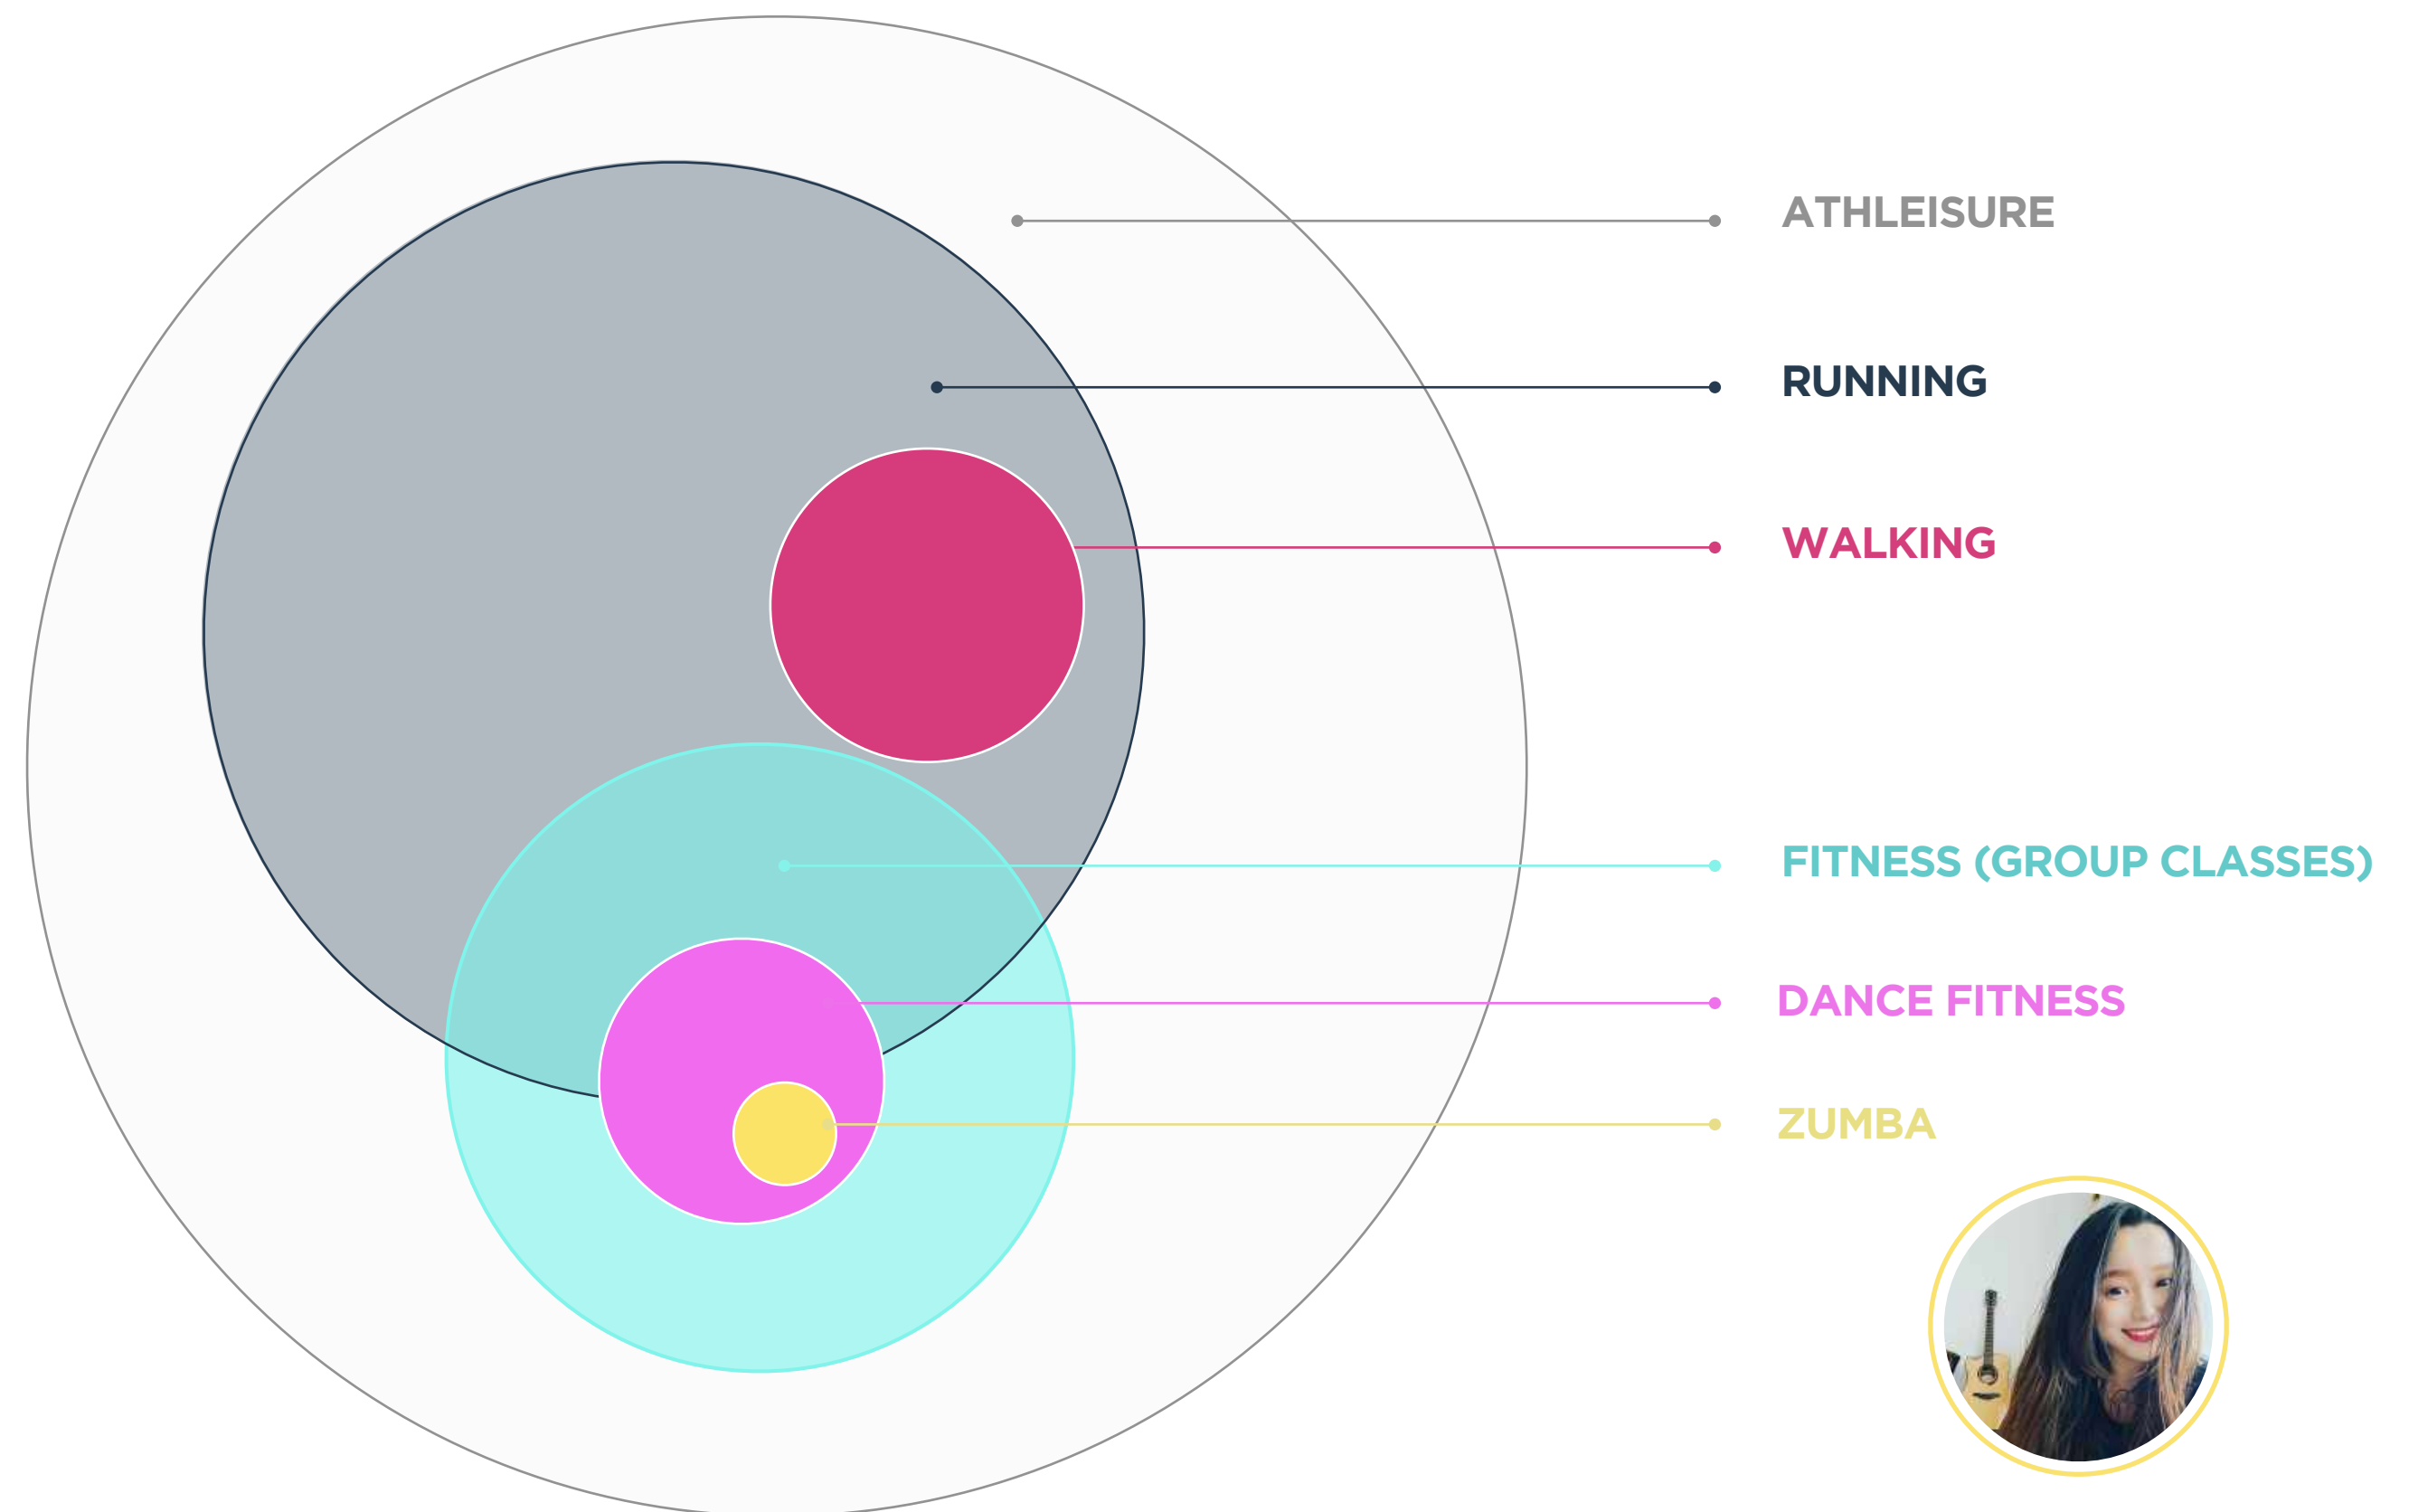 ATHLEISURE
RUNNING
WALKING
FITNESS (GROUP CLASSES)
DANCE FITNESS
ZUMBA